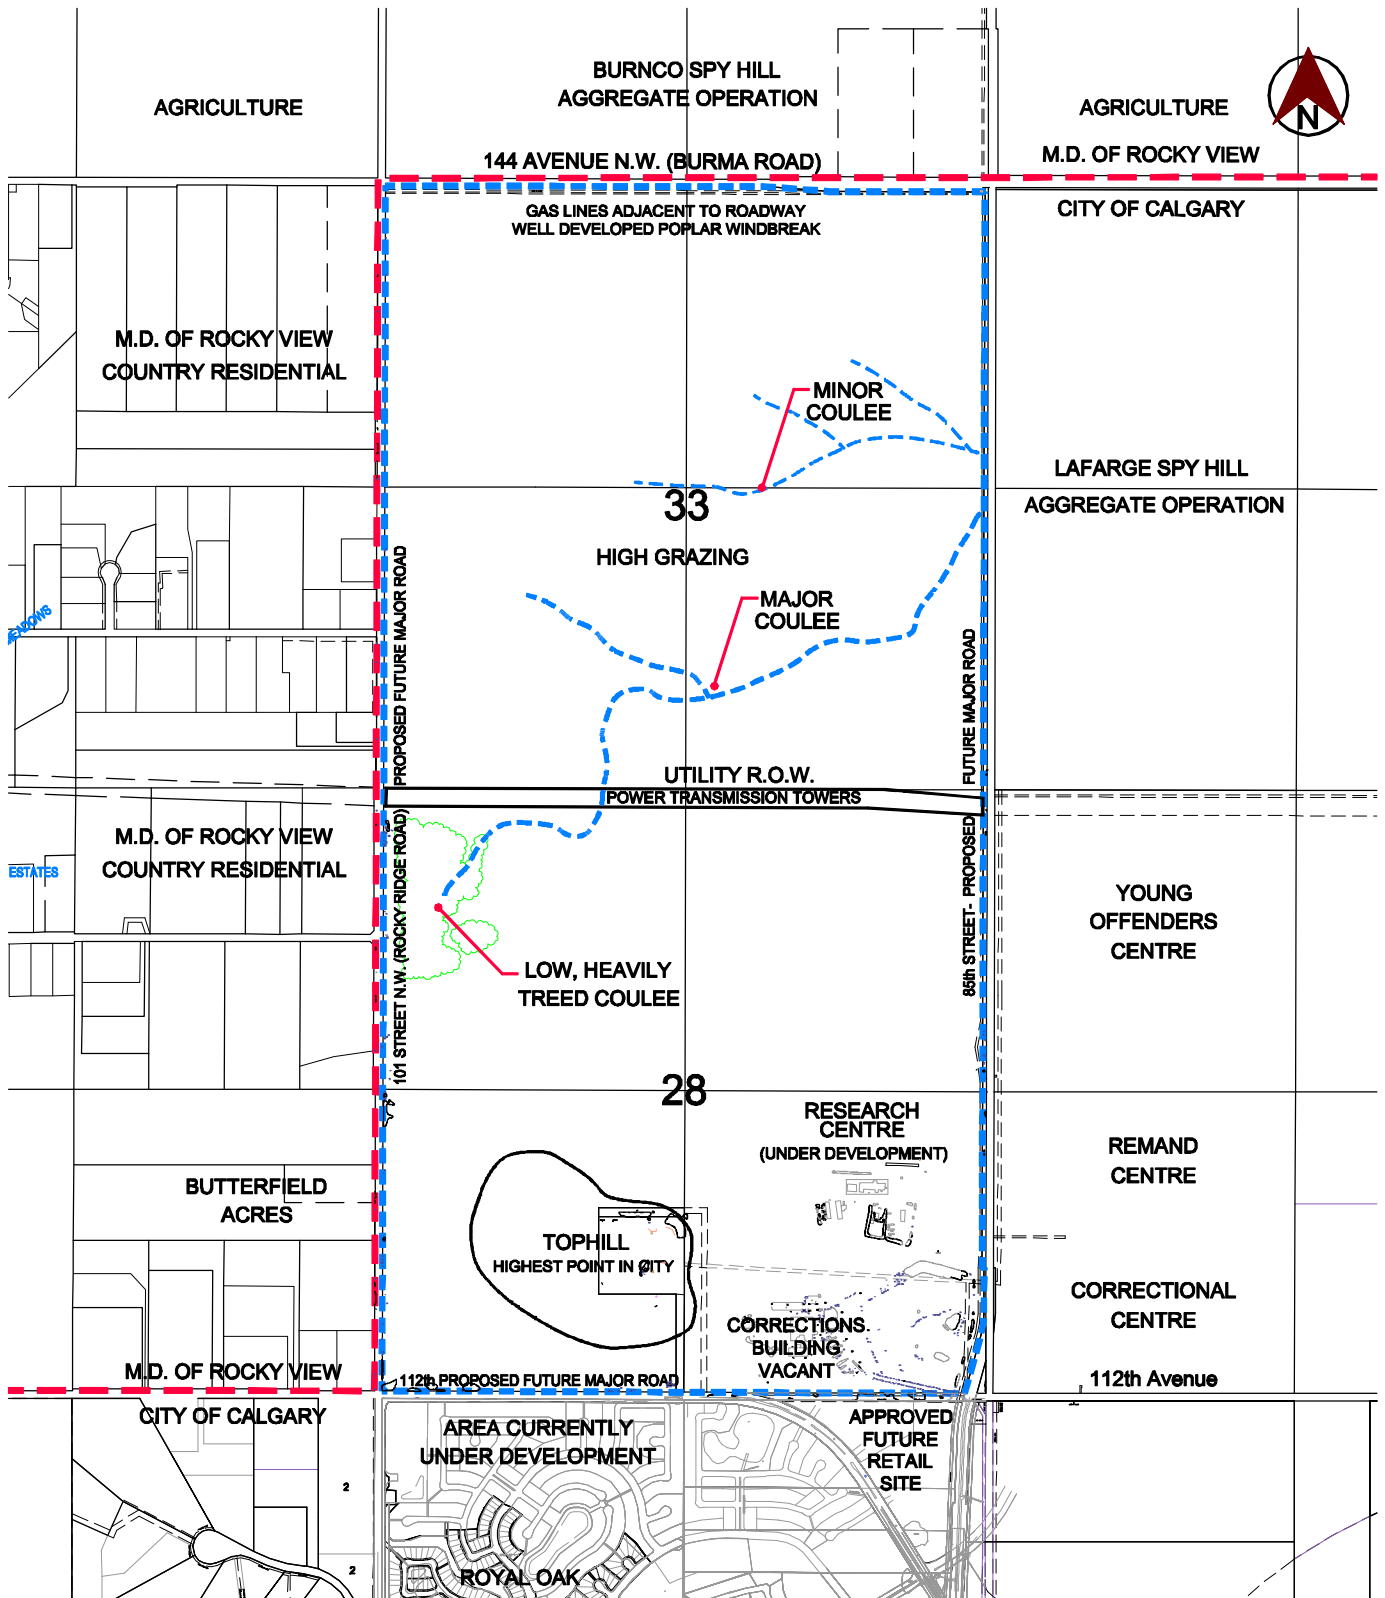 BURNCO SPY HILL
AGGREGATE OPERATION
AGRICULTURE
AGRICULTURE
N
144 AVENUE N.W. (BURMA ROAD)
M.D. OF ROCKY VIEW
CITY OF CALGARY
GAS LINES ADJACENT TO ROADWAY
WELL DEVELOPED POPLAR WINDBREAK
M.D. OF ROCKY VIEW
COUNTRY RESIDENTIAL
MINOR
COULEE
LAFARGE SPY HILL
AGGREGATE OPERATION
33
HIGH GRAZING
MAJOR
COULEE
PROPOSED FUTURE MAJOR ROAD
FUTURE MAJOR ROAD
UTILITY R.O.W.
POWER TRANSMISSION TOWERS
M.D. OF ROCKY VIEW
COUNTRY RESIDENTIAL
ESTATES
101 STREET N.W. (ROCKY RIDGE ROAD)
85th STREET- PROPOSED
YOUNG
OFFENDERS
CENTRE
LOW, HEAVILY
TREED COULEE
28
RESEARCH
CENTRE
(UNDER DEVELOPMENT)
REMAND
CENTRE
BUTTERFIELD
ACRES
TOPHILL
HIGHEST POINT IN CITY
CORRECTIONAL
CENTRE
CORRECTIONS
BUILDING
VACANT
M.D. OF ROCKY VIEW
112th PROPOSED FUTURE MAJOR ROAD
112th Avenue
CITY OF CALGARY
AREA CURRENTLY
UNDER DEVELOPMENT
APPROVED
FUTURE
RETAIL
SITE
2
2
ROYAL OAK